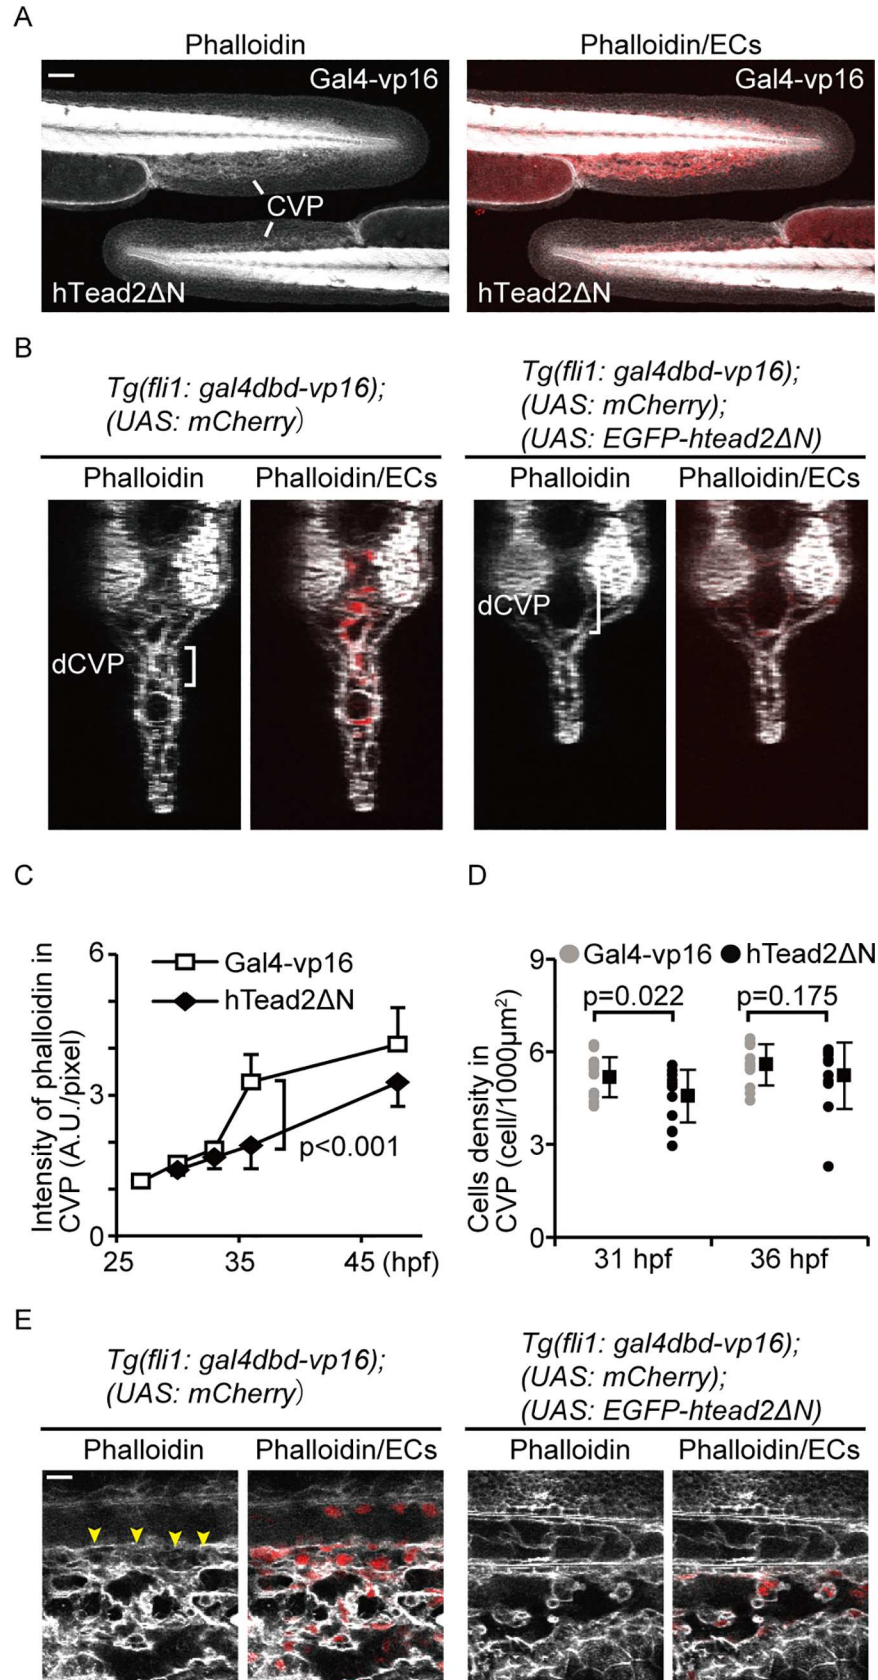 A
Phalloidin
Phalloidin/ECs
Gal4-vp16
Gal4-vp16
CVP
hTead2ΔN
hTead2ΔN
B
Tg(fli1: gal4dbd-vp16);
(UAS: mCherry)
Tg(fli1: gal4dbd-vp16);
(UAS: mCherry);
(UAS: EGFP-htead2ΔN)
Phalloidin
Phalloidin/ECs
Phalloidin
Phalloidin/ECs
dCVP
dCVP
C
Intensity of phalloidin in
CVP (A.U./pixel)
6
3
0
Gal4-vp16
hTead2ΔN
p<0.001
25
35
45 (hpf)
D
Cells density in
CVP (cell/1000μm²)
9
6
3
0
Gal4-vp16
hTead2ΔN
p=0.022
p=0.175
31 hpf
36 hpf
E
Tg(fli1: gal4dbd-vp16);
(UAS: mCherry)
Tg(fli1: gal4dbd-vp16);
(UAS: mCherry);
(UAS: EGFP-htead2ΔN)
Phalloidin
Phalloidin/ECs
Phalloidin
Phalloidin/ECs